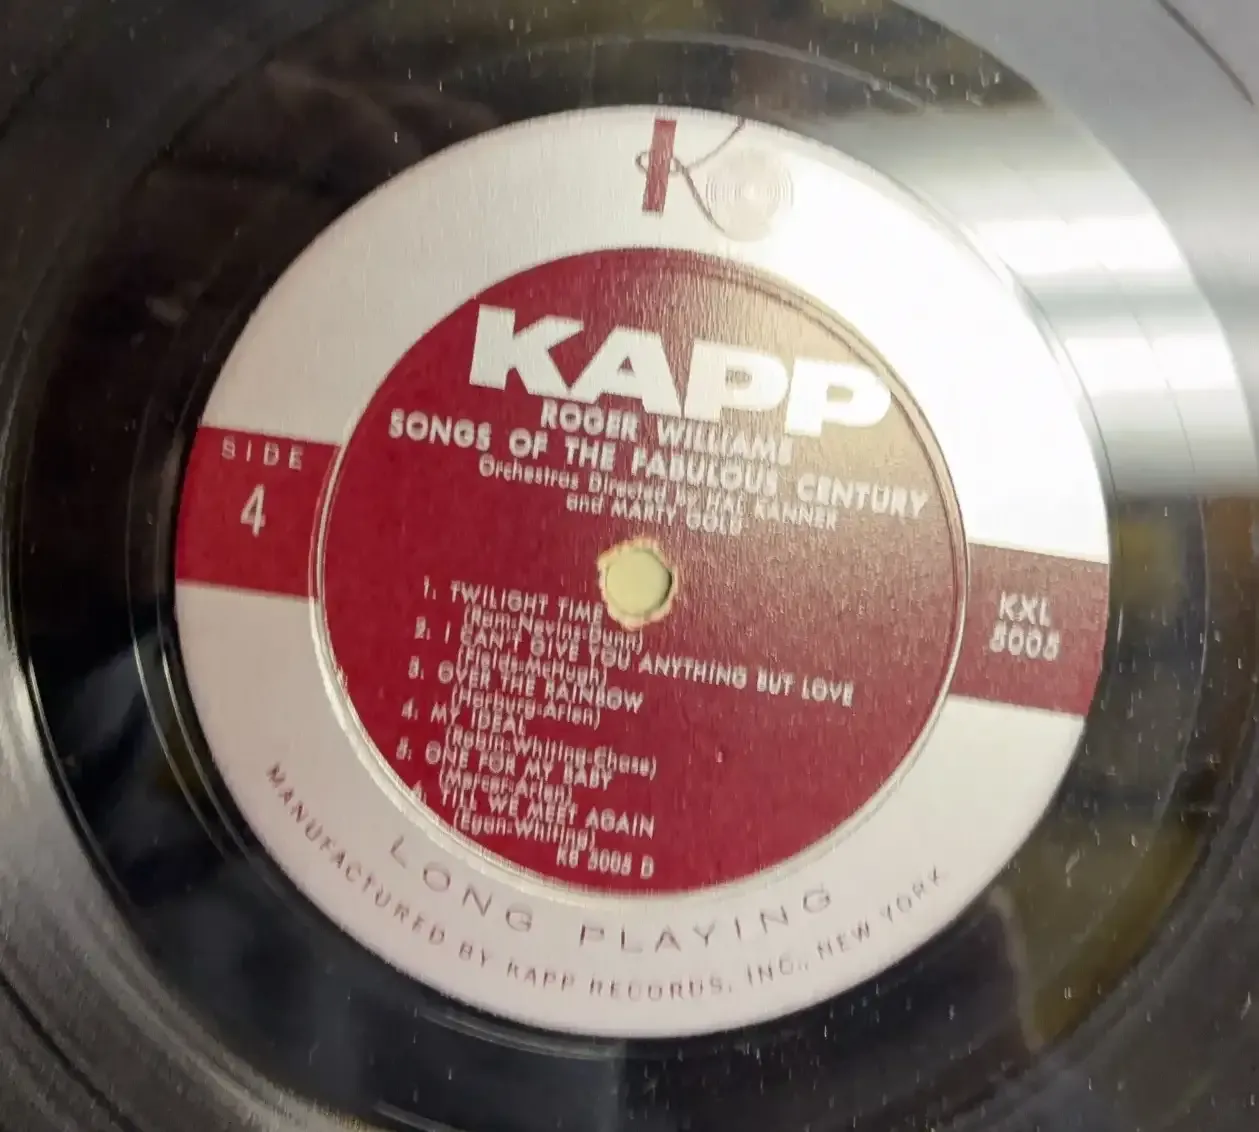 K
KAPP
ROGER WILLIAMS
SONGS OF THE FABULOUS CENTURY
Orchestras Directed by HAL KANNER
and MARTY GOLD
SIDE
4
KXL
5005
1. TWILIGHT TIME
(Ram-Nevins-Dunn)
2. I CAN'T GIVE YOU ANYTHING BUT LOVE
(Fields-McHugh)
3. OVER THE RAINBOW
(Harburg-Arlen)
4. MY IDEAL
(Robin-Whiting-Chase)
5. ONE FOR MY BABY
(Mercer-Arlen)
6. TILL WE MEET AGAIN
(Egan-Whiting)
K8 5005 D
LONG PLAYING
MANUFACTURED BY KAPP RECORDS, INC., NEW YORK